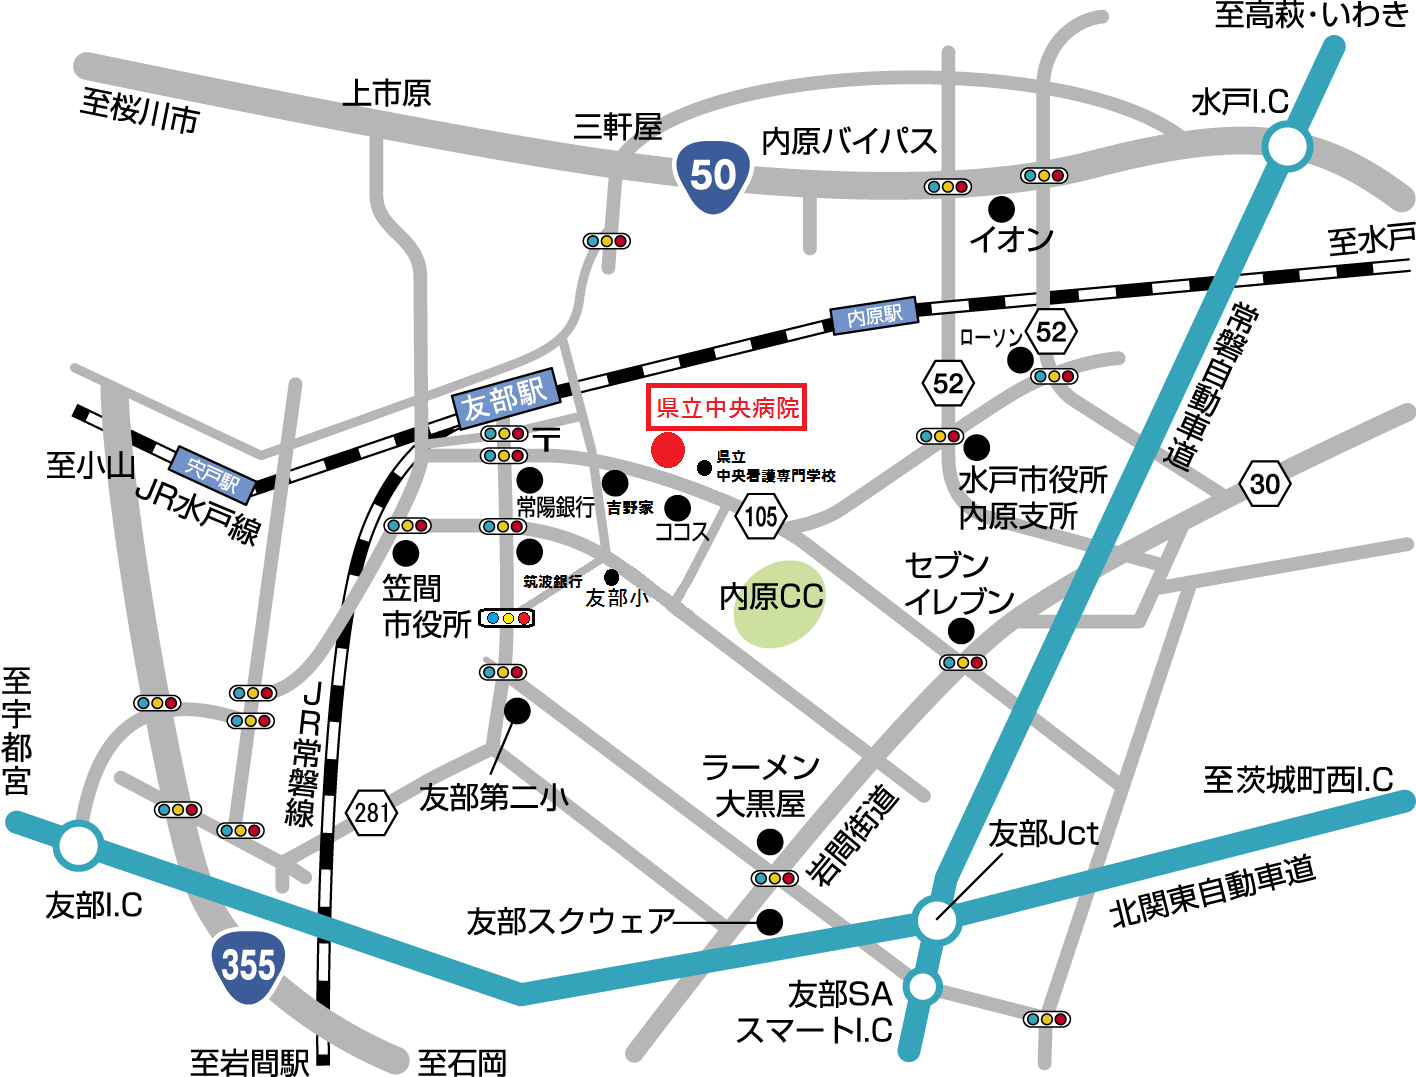 至高萩・いわき
上市原
至桜川市
三軒屋
50
内原バイパス
水戸I.C
イオン
至水戸
内原駅
ローソン
52
52
常磐自動車道
友部駅
県立中央病院
至小山
宍戸駅
JR水戸線
〒
県立
中央看護専門学校
水戸市役所
内原支所
30
常陽銀行
吉野家
ココス
105
笠間
市役所
筑波銀行
友部小
内原CC
セブン
イレブン
至宇都宮
JR常磐線
281
友部第二小
ラーメン
大黒屋
岩間街道
至茨城町西I.C
友部Jct
北関東自動車道
友部I.C
友部スクウェア
355
友部SA
スマートI.C
至岩間駅
至石岡